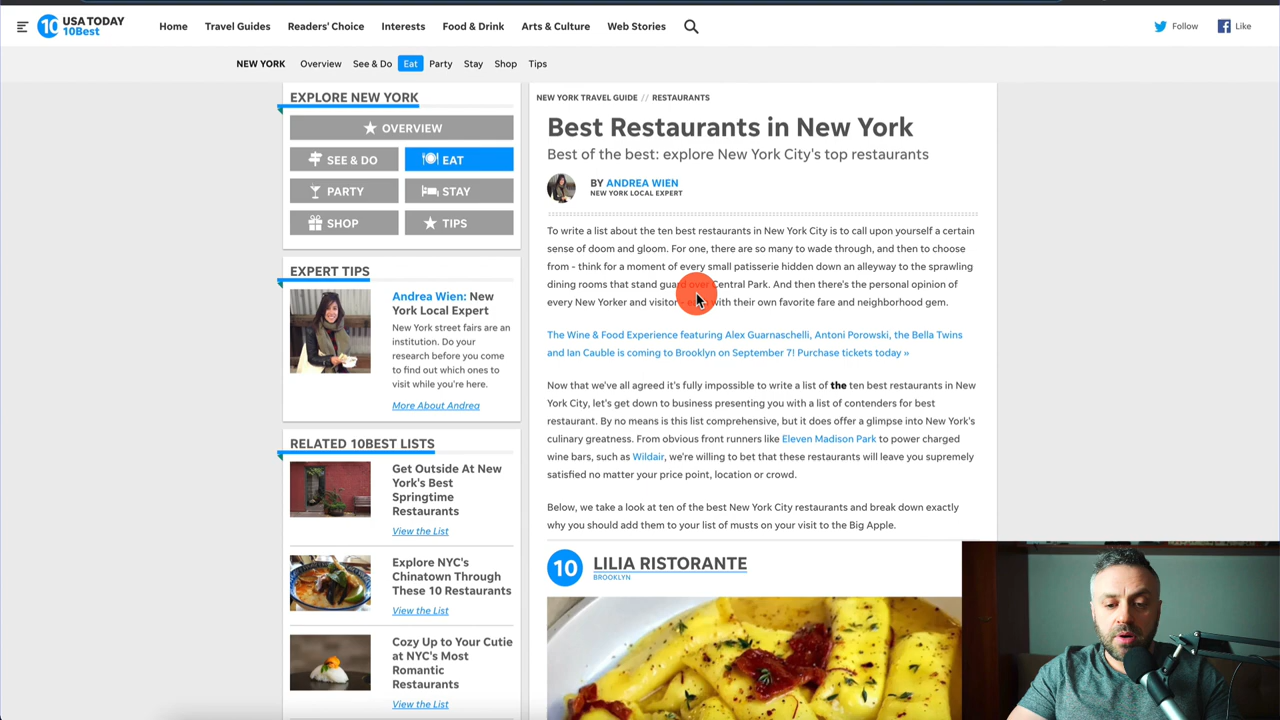 10
USA TODAY
10Best
Home
Travel Guides
Readers' Choice
Interests
Food & Drink
Arts & Culture
Web Stories
Follow
Like
NEW YORK
Overview
See & Do
Eat
Party
Stay
Shop
Tips
EXPLORE NEW YORK
OVERVIEW
SEE & DO
EAT
PARTY
STAY
SHOP
TIPS
EXPERT TIPS
Andrea Wien: New
York Local Expert
New York street fairs are an
institution. Do your
research before you come
to find out which ones to
visit while you're here.
More About Andrea
RELATED 10BEST LISTS
Get Outside At New
York's Best
Springtime
Restaurants
View the List
Explore NYC's
Chinatown Through
These 10 Restaurants
View the List
Cozy Up to Your Cutie
at NYC's Most
Romantic
Restaurants
View the List
NEW YORK TRAVEL GUIDE // RESTAURANTS
Best Restaurants in New York
Best of the best: explore New York City's top restaurants
BY ANDREA WIEN
NEW YORK LOCAL EXPERT
To write a list about the ten best restaurants in New York City is to call upon yourself a certain
sense of doom and gloom. For one, there are so many to wade through, and then to choose
from - think for a moment of every small patisserie hidden down an alleyway to the sprawling
dining rooms that stand guard over Central Park. And then there's the personal opinion of
every New Yorker and visitor - with their own favorite fare and neighborhood gem.
The Wine & Food Experience featuring Alex Guarnaschelli, Antoni Porowski, the Bella Twins
and Ian Cauble is coming to Brooklyn on September 7! Purchase tickets today »
Now that we've all agreed it's fully impossible to write a list of the ten best restaurants in New
York City, let's get down to business presenting you with a list of contenders for best
restaurant. By no means is this list comprehensive, but it does offer a glimpse into New York's
culinary greatness. From obvious front runners like Eleven Madison Park to power charged
wine bars, such as Wildair, we're willing to bet that these restaurants will leave you supremely
satisfied no matter your price point, location or crowd.
Below, we take a look at ten of the best New York City restaurants and break down exactly
why you should add them to your list of musts on your visit to the Big Apple.
10
LILIA RISTORANTE
BROOKLYN